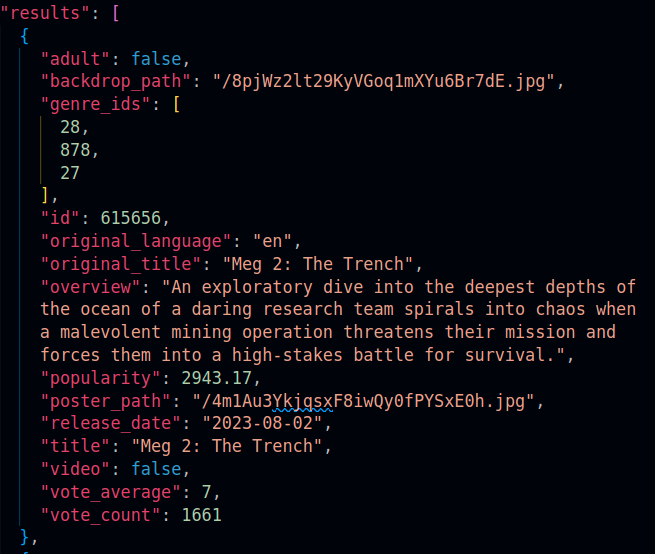 "results": [
{
"adult": false,
"backdrop_path": "/8pjWz2lt29KyVGoq1mXYu6Br7dE.jpg",
"genre_ids": [
28,
878,
27
],
"id": 615656,
"original_language": "en",
"original_title": "Meg 2: The Trench",
"overview": "An exploratory dive into the deepest depths of
the ocean of a daring research team spirals into chaos when
a malevolent mining operation threatens their mission and
forces them into a high-stakes battle for survival.",
"popularity": 2943.17,
"poster_path": "/4m1Au3YkjqsxF8iwQy0fPYSxE0h.jpg",
"release_date": "2023-08-02",
"title": "Meg 2: The Trench",
"video": false,
"vote_average": 7,
"vote_count": 1661
},